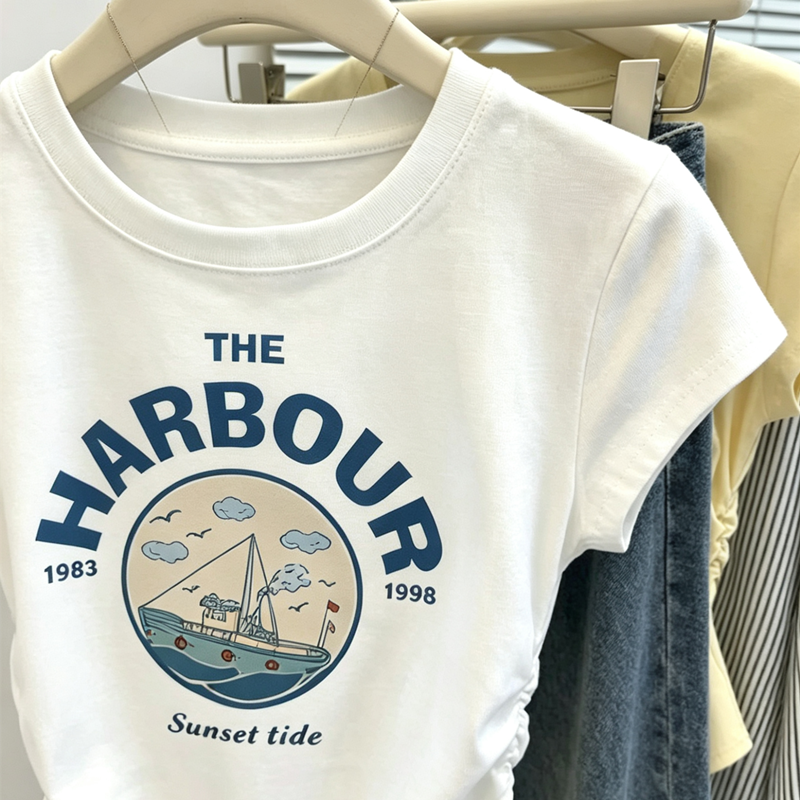 THE
HARBOUR
1983
1998
Sunset tide